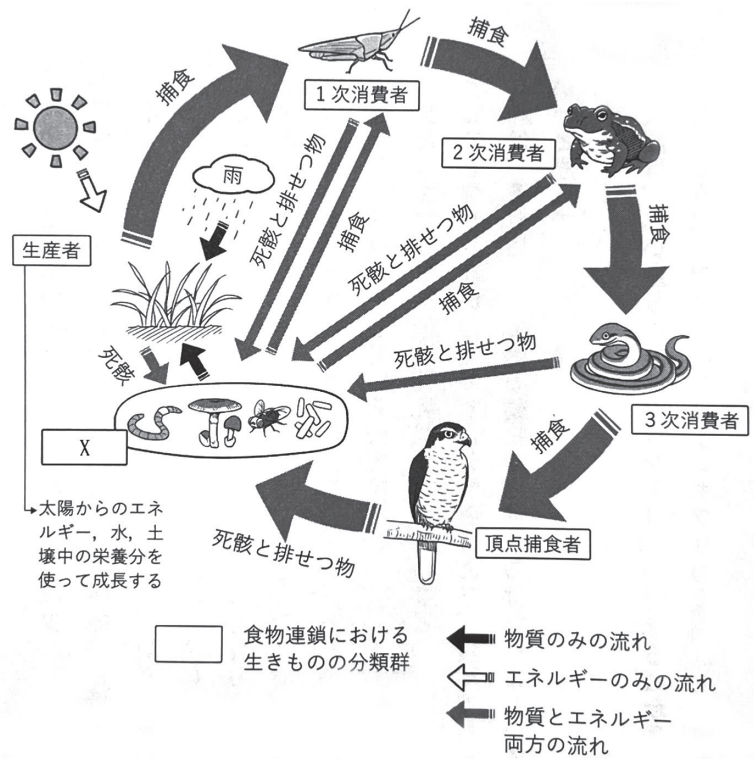 捕食
1次消費者
捕食
2次消費者
雨
死骸と排せつ物
捕食
死骸と排せつ物
捕食
捕食
生産者
死骸
死骸と排せつ物
3次消費者
捕食
X
頂点捕食者
死骸と排せつ物
太陽からのエネ
ルギー，水，土
壌中の栄養分を
使って成長する
食物連鎖における
生きものの分類群
物質のみの流れ
エネルギーのみの流れ
物質とエネルギー
両方の流れ